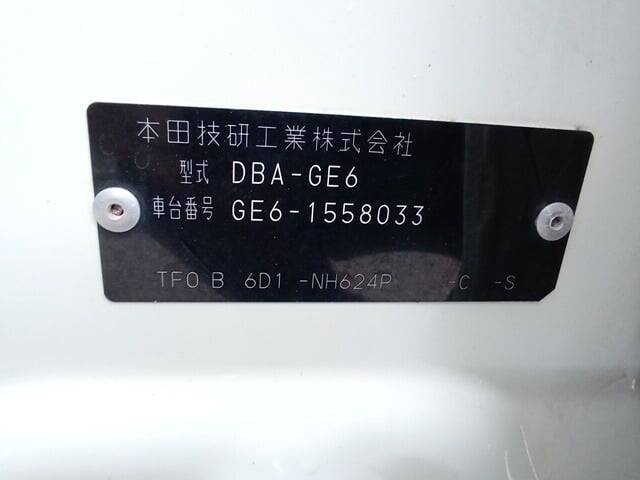 本田技研工業株式会社
型式 DBA-GE6
車台番号 GE6-1558033
TF0 B 6D1 -NH624P -C -S